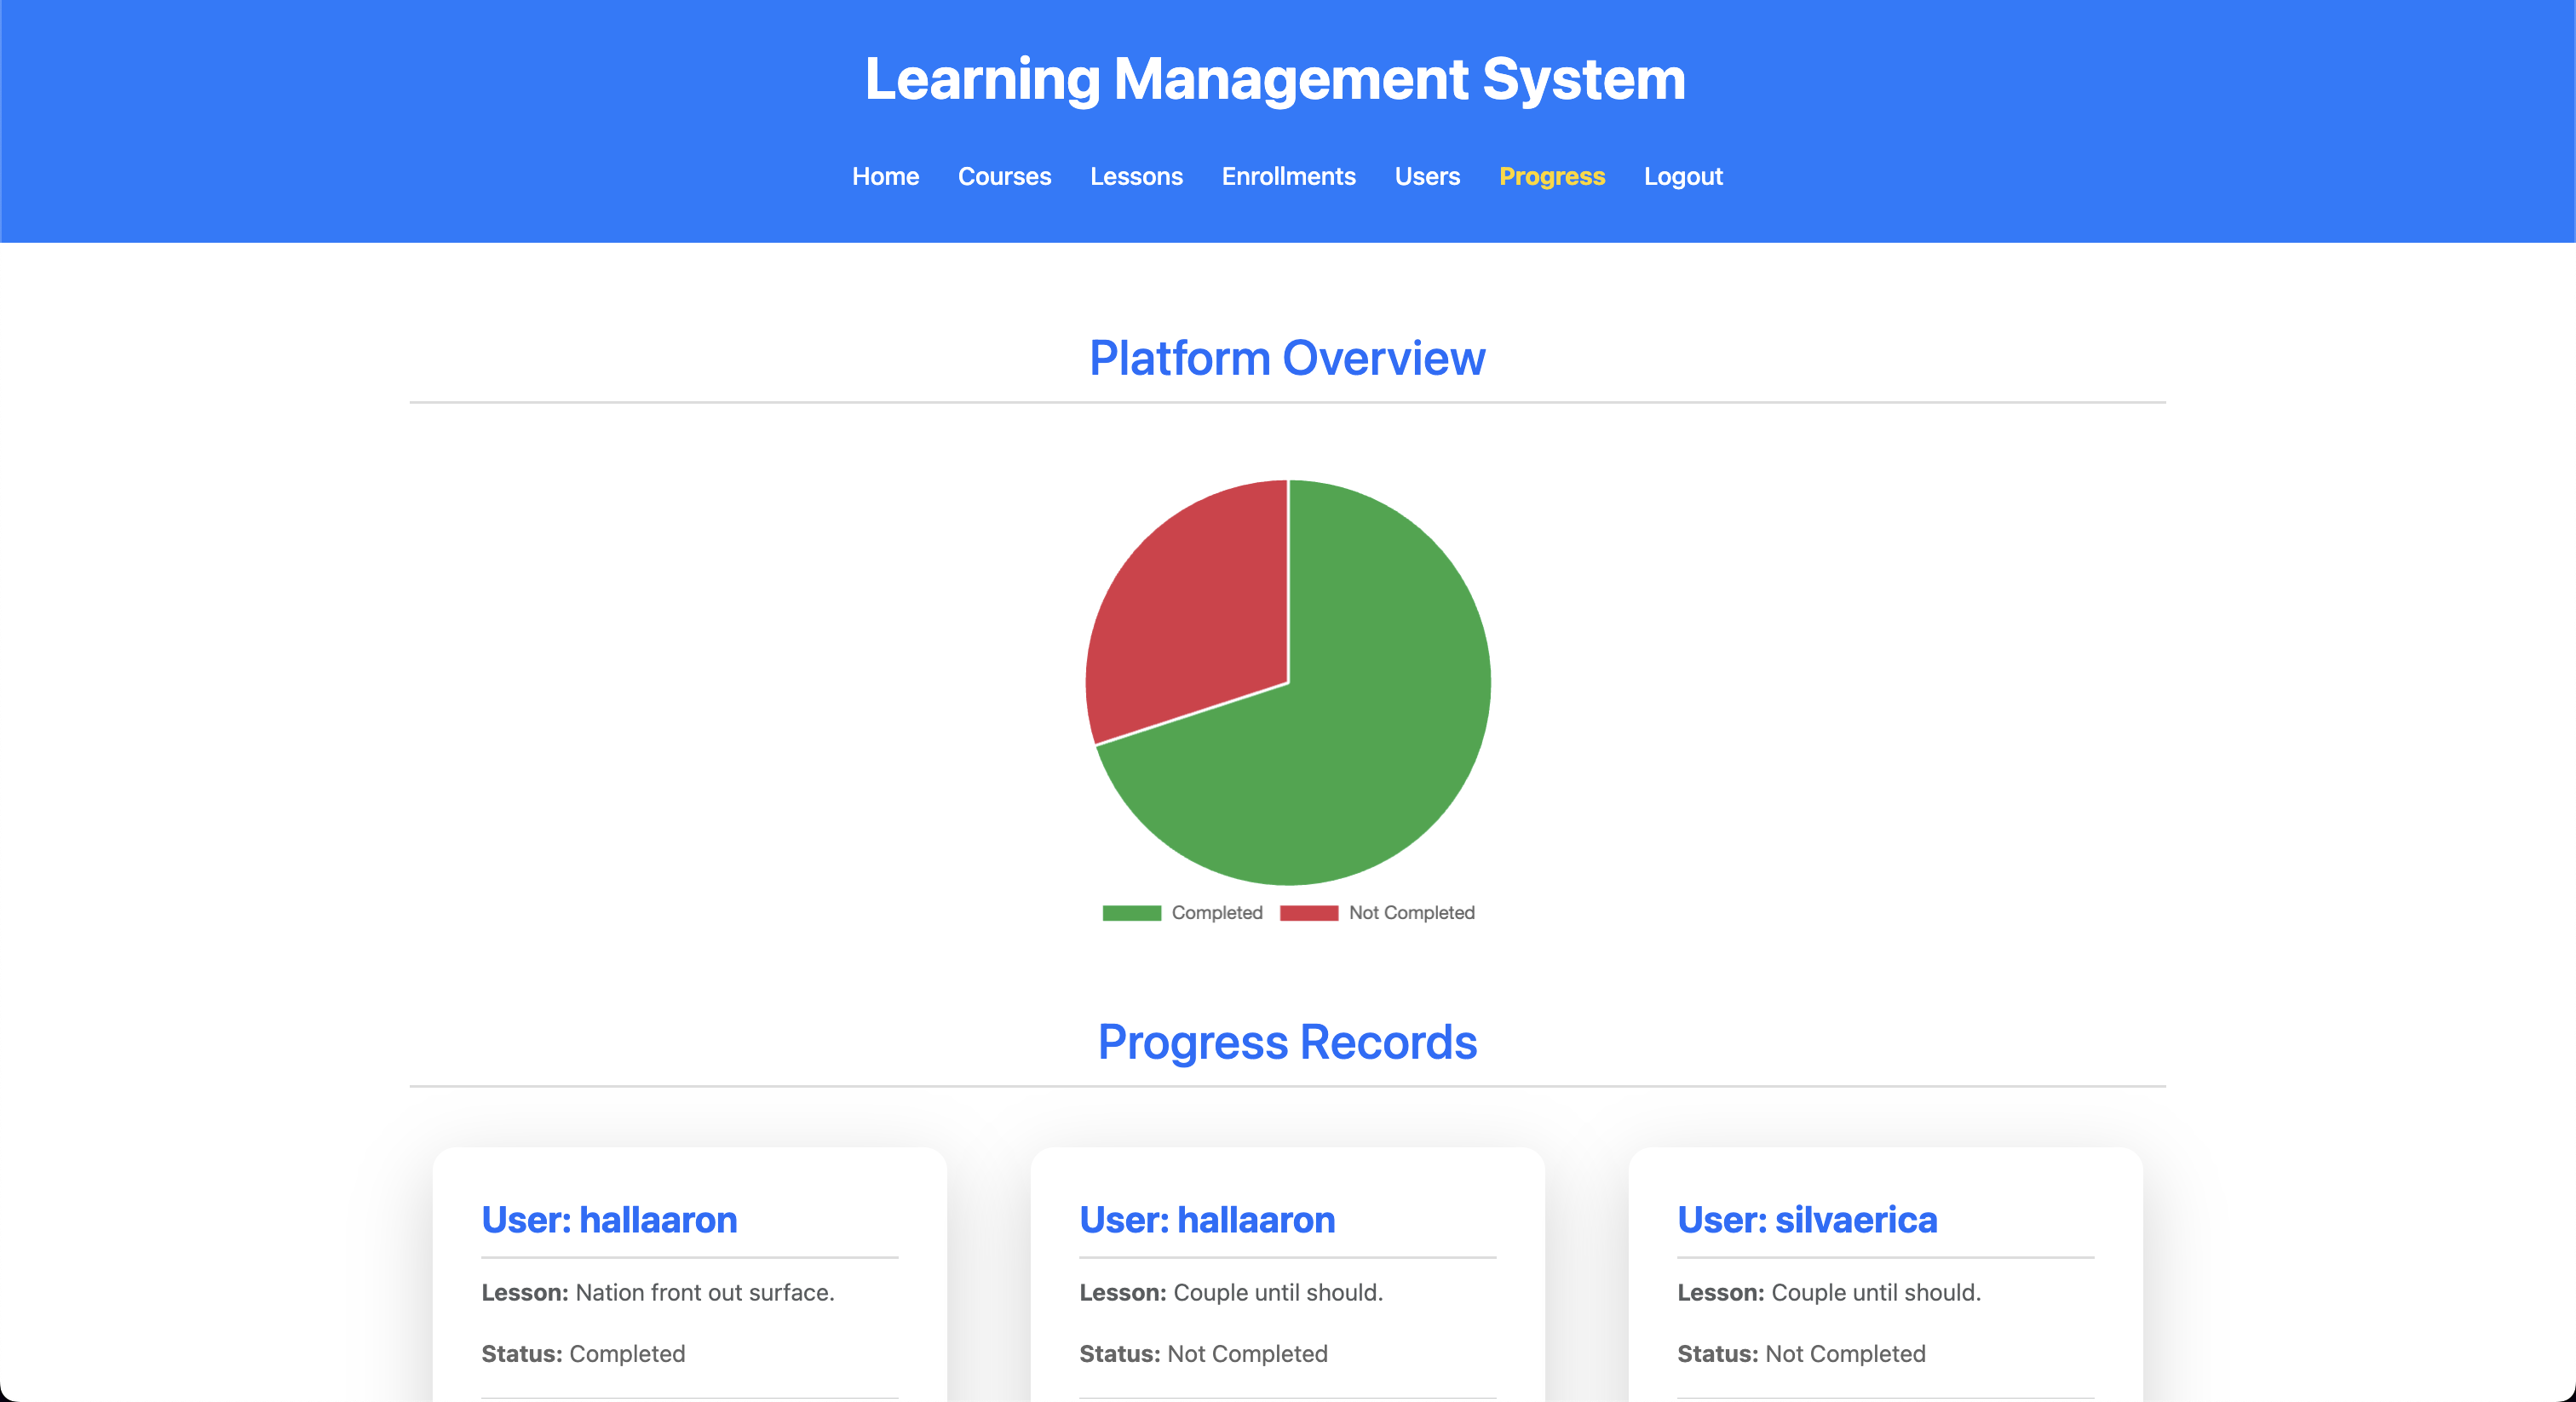 Learning Management System
Home Courses Lessons Enrollments Users Progress Logout
Platform Overview
Completed Not Completed
Progress Records
User: hallaaron
Lesson: Nation front out surface.
Status: Completed
User: hallaaron
Lesson: Couple until should.
Status: Not Completed
User: silvaerica
Lesson: Couple until should.
Status: Not Completed